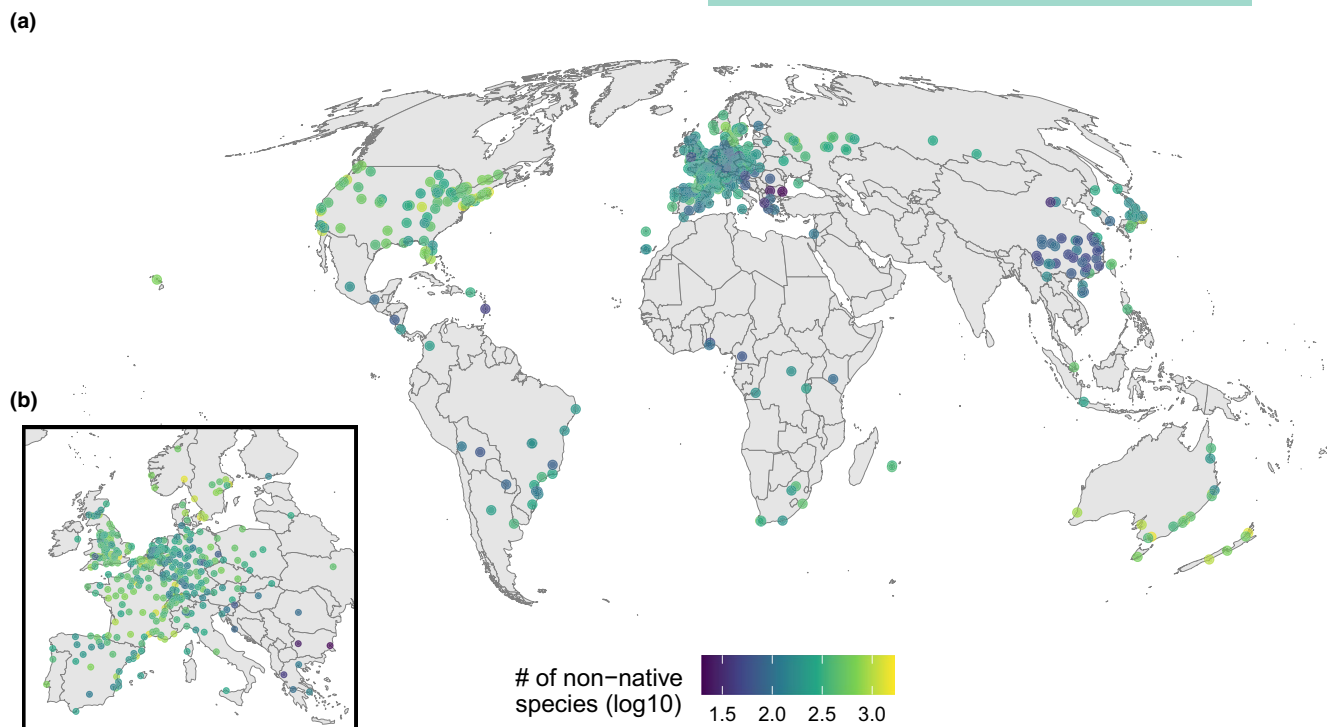 (a)
(b)
# of non−native
species (log10)
1.5 2.0 2.5 3.0